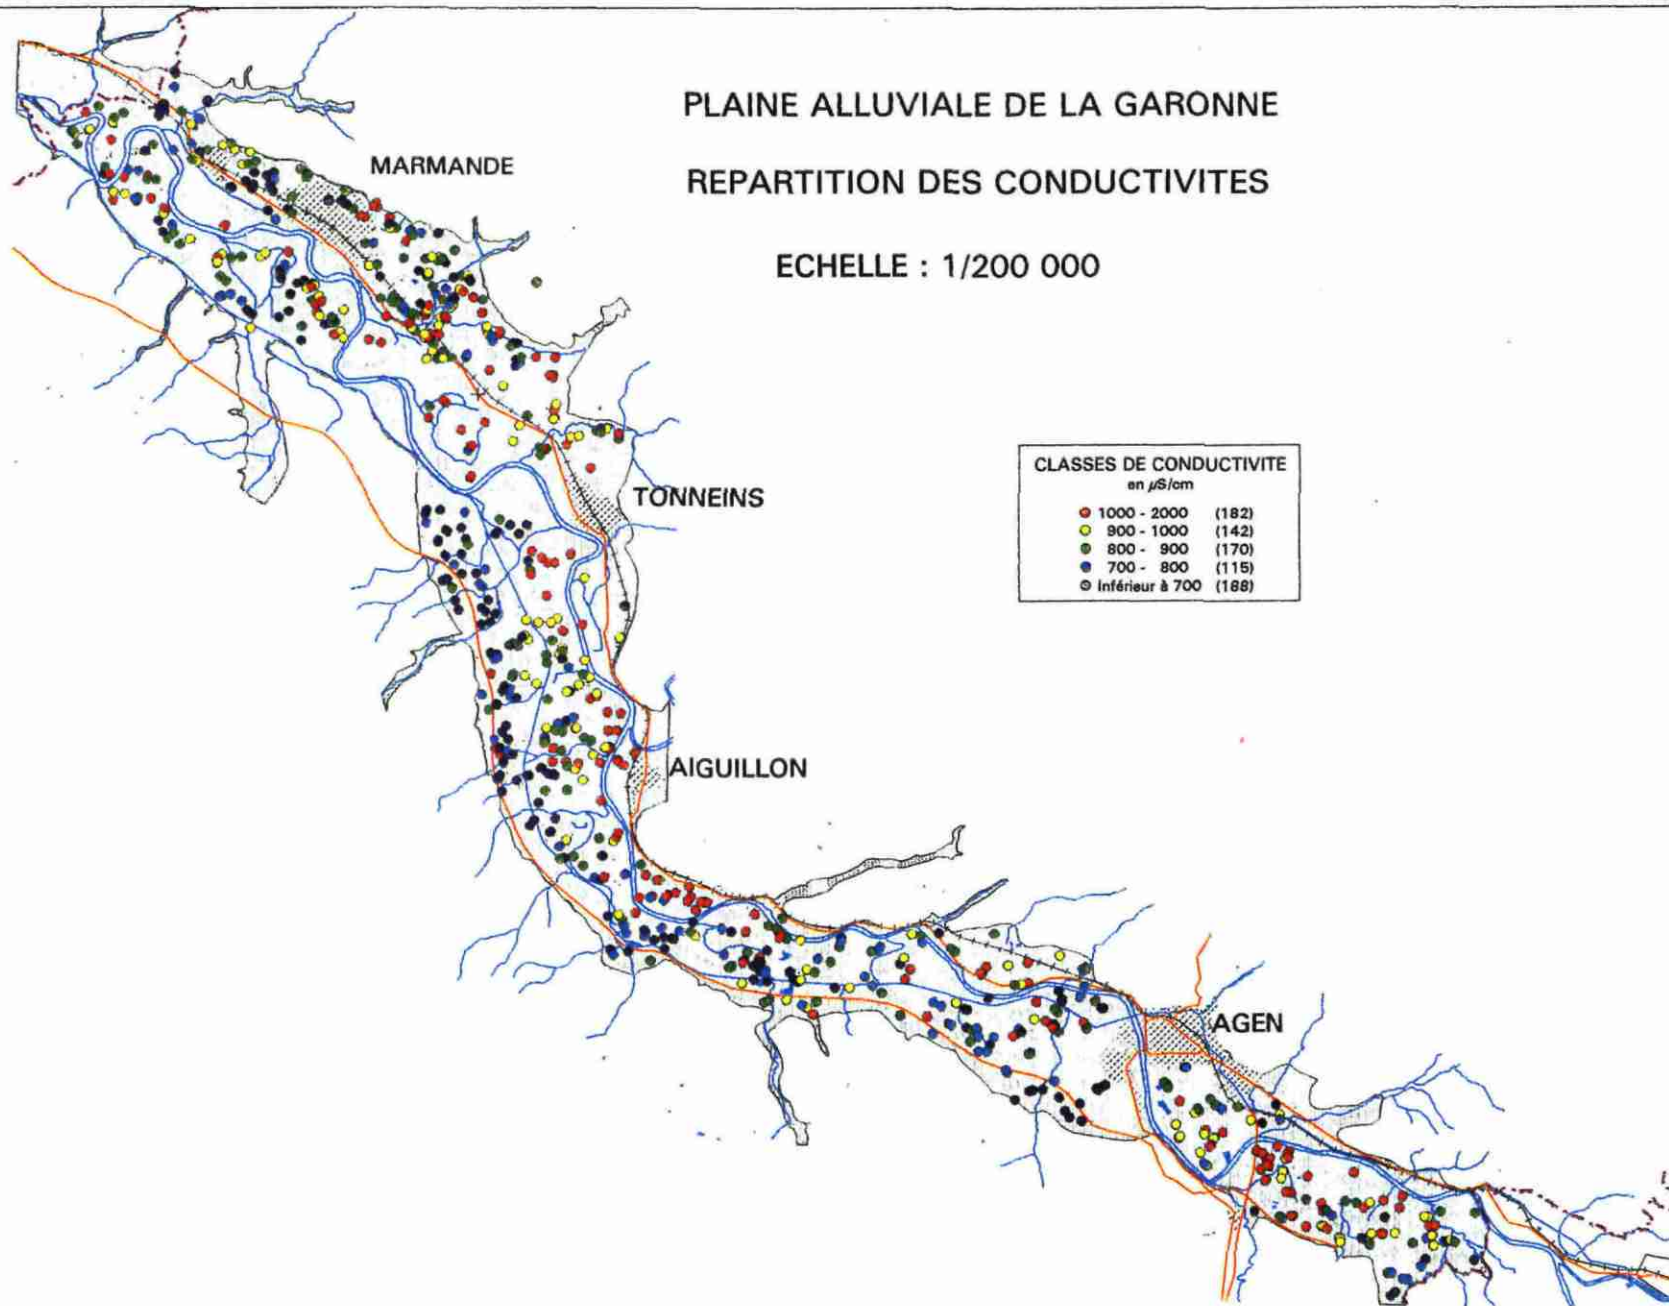 PLAINE ALLUVIALE DE LA GARONNE
REPARTITION DES CONDUCTIVITES
ECHELLE : 1/200 000
MARMANDE
TONNEINS
AIGUILLON
AGEN
CLASSES DE CONDUCTIVITE
en µS/cm
1000 - 2000 (182)
900 - 1000 (142)
800 - 900 (170)
700 - 800 (115)
Inférieur à 700 (188)